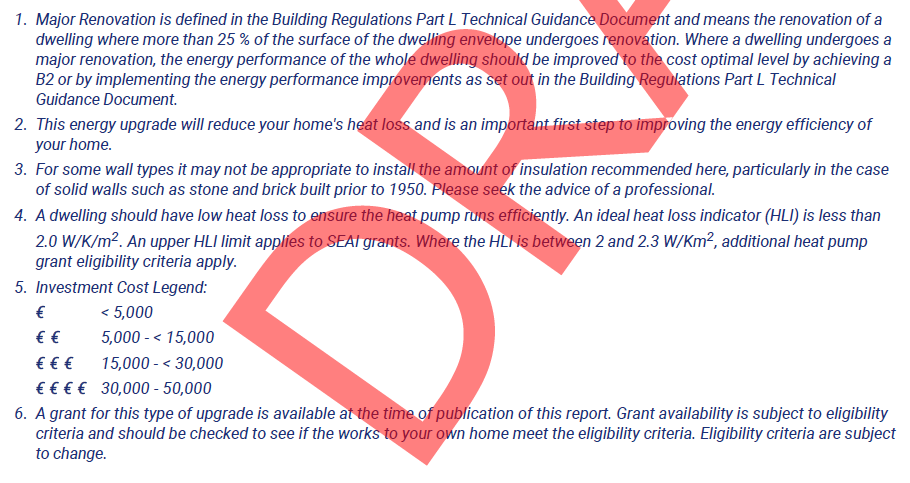 1. Major Renovation is defined in the Building Regulations Part L Technical Guidance Document and means the renovation of a
dwelling where more than 25 % of the surface of the dwelling envelope undergoes renovation. Where a dwelling undergoes a
major renovation, the energy performance of the whole dwelling should be improved to the cost optimal level by achieving a
B2 or by implementing the energy performance improvements as set out in the Building Regulations Part L Technical
Guidance Document.
2. This energy upgrade will reduce your home's heat loss and is an important first step to improving the energy efficiency of
your home.
3. For some wall types it may not be appropriate to install the amount of insulation recommended here, particularly in the case
of solid walls such as stone and brick built prior to 1950. Please seek the advice of a professional.
4. A dwelling should have low heat loss to ensure the heat pump runs efficiently. An ideal heat loss indicator (HLI) is less than
2.0 W/K/m². An upper HLI limit applies to SEAI grants. Where the HLI is between 2 and 2.3 W/Km², additional heat pump
grant eligibility criteria apply.
5. Investment Cost Legend:
€ < 5,000
€ € 5,000 - < 15,000
€ € € 15,000 - < 30,000
€ € € € 30,000 - 50,000
6. A grant for this type of upgrade is available at the time of publication of this report. Grant availability is subject to eligibility
criteria and should be checked to see if the works to your own home meet the eligibility criteria. Eligibility criteria are subject
to change.
DRA